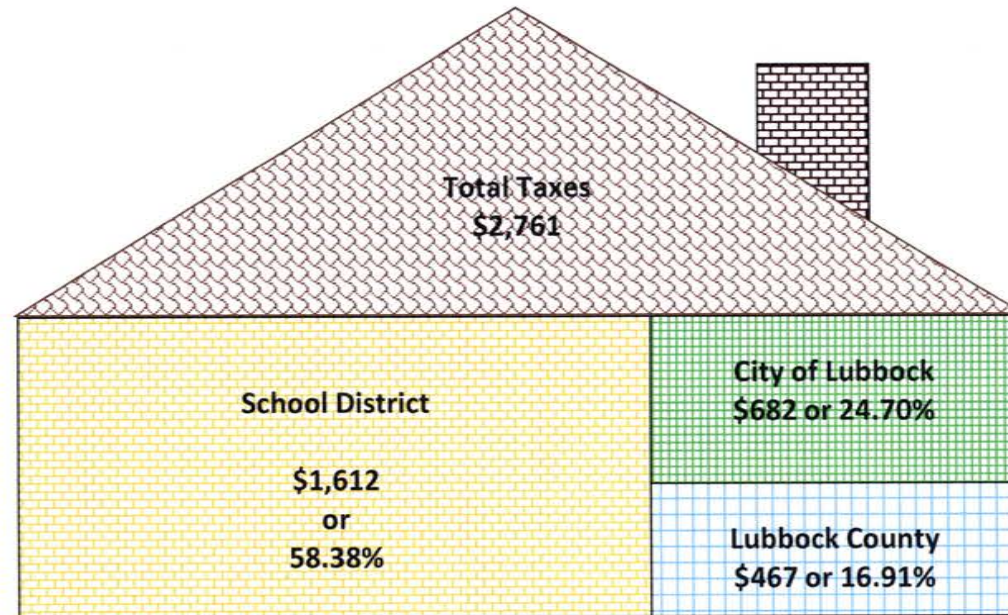 Total Taxes
$2,761
School District
$1,612
or
58.38%
City of Lubbock
$682 or 24.70%
Lubbock County
$467 or 16.91%